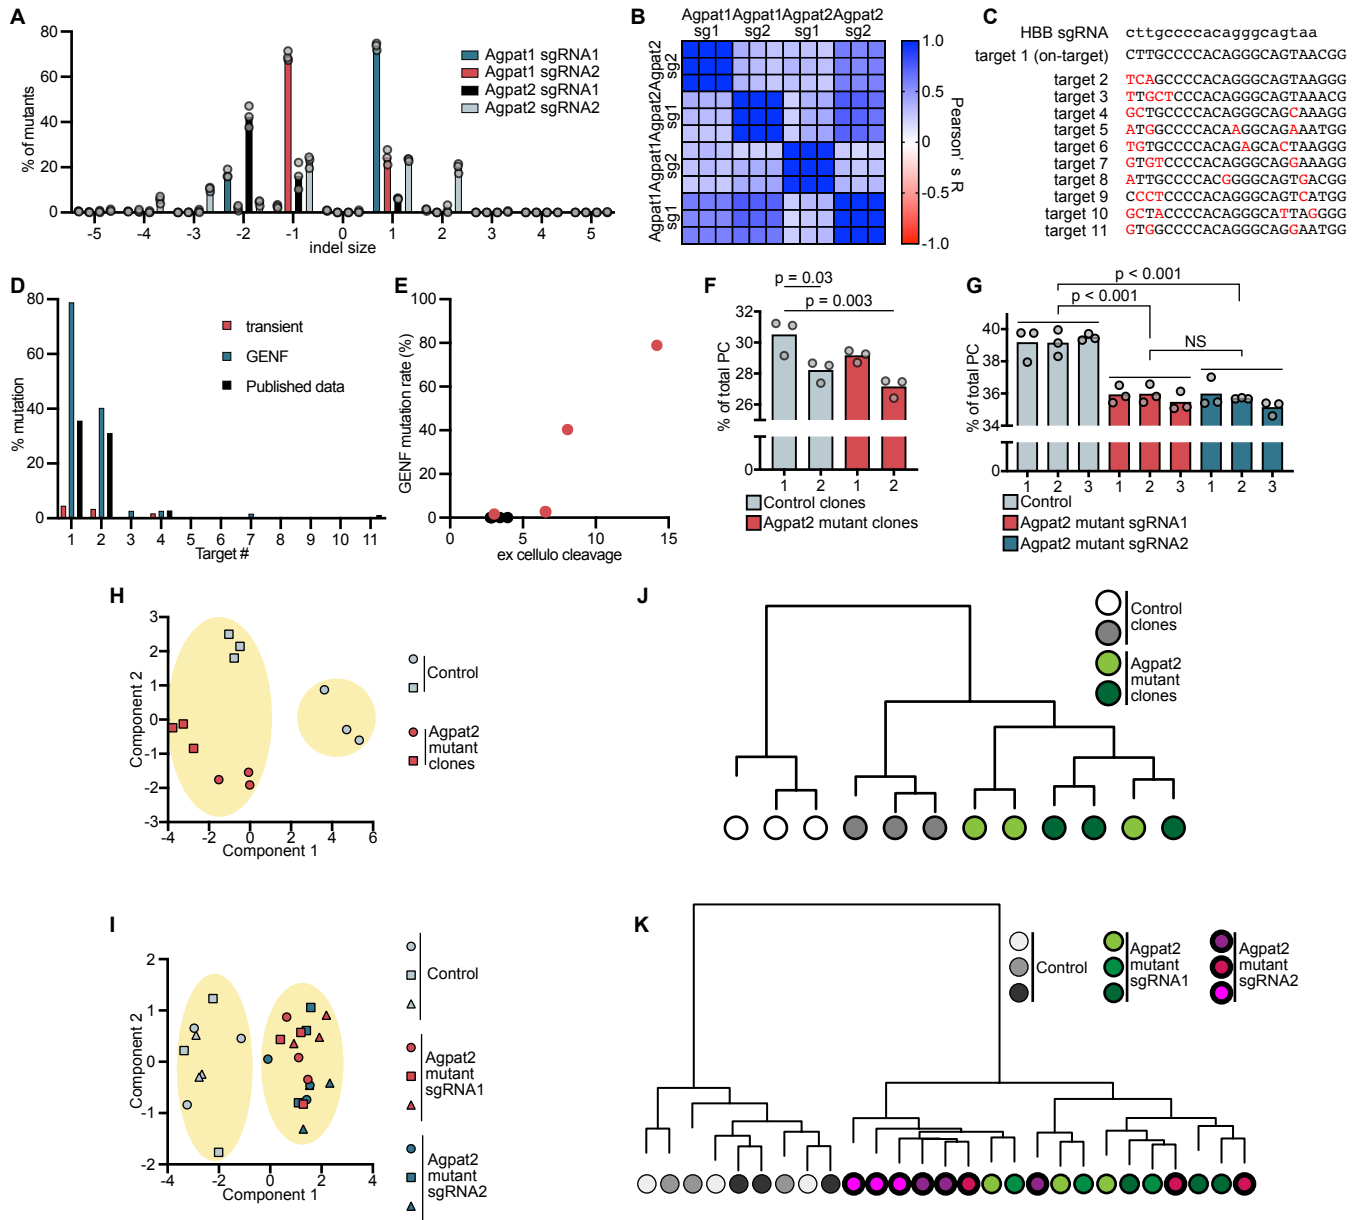 A
% of mutants
80
60
40
20
0
-5
-4
-3
-2
-1
0
1
2
3
4
5
indel size
Agpat1 sgRNA1
Agpat1 sgRNA2
Agpat2 sgRNA1
Agpat2 sgRNA2
B
Agpat1 Agpat1 Agpat2 Agpat2
sg1 sg2 sg1 sg2
Agpat1 Agpat1 Agpat2 Agpat2
sg1 sg2 sg1 sg2
1.0
0.5
0
-0.5
-1.0
Pearson' s R
C
HBB sgRNA cttgccccacagggcagtaa
target 1 (on-target) CTTGCCCCACAGGGCAGTAACGG
target 2 TCAGCCCCACAGGGCAGTAAGGG
target 3 TTGCTCCCACAGGGCAGTAAACG
target 4 GCTGCCCCACAGGGCAGCAAAGG
target 5 ATGGCCCCACAAGGCAGAAATGG
target 6 TGTGCCCCACAGAGCACTAAGGG
target 7 GTGTCCCCACAGGGCAGGAAAGG
target 8 ATTGCCCCACGGGGCAGTGACGG
target 9 CCCTCCCCACAGGGCAGTCATGG
target 10 GCTACCCCACAGGGCATTAGGGG
target 11 GTGGCCCCACAGGGCAGGAATGG
D
% mutation
80
60
40
20
0
1 2 3 4 5 6 7 8 9 10 11
Target #
transient
GENF
Published data
E
GENF mutation rate (%)
100
80
60
40
20
0
0 5 10 15
ex cellulo cleavage
F
p = 0.03
p = 0.003
% of total PC
32
30
28
26
0
1 2 1 2
Control clones
Agpat2 mutant clones
G
p < 0.001
p < 0.001
NS
% of total PC
40
38
36
34
0
1 2 3 1 2 3 1 2 3
Control
Agpat2 mutant sgRNA1
Agpat2 mutant sgRNA2
H
Component 2
3
2
1
0
-1
-2
-3
-4 -2 0 2 4 6
Component 1
Control
Agpat2
mutant
clones
J
Control
clones
Agpat2
mutant
clones
I
Component 2
2
1
0
-1
-2
-4 -2 0 2 4
Component 1
Control
Agpat2
mutant
sgRNA1
Agpat2
mutant
sgRNA2
K
Control
Agpat2
mutant
sgRNA1
Agpat2
mutant
sgRNA2